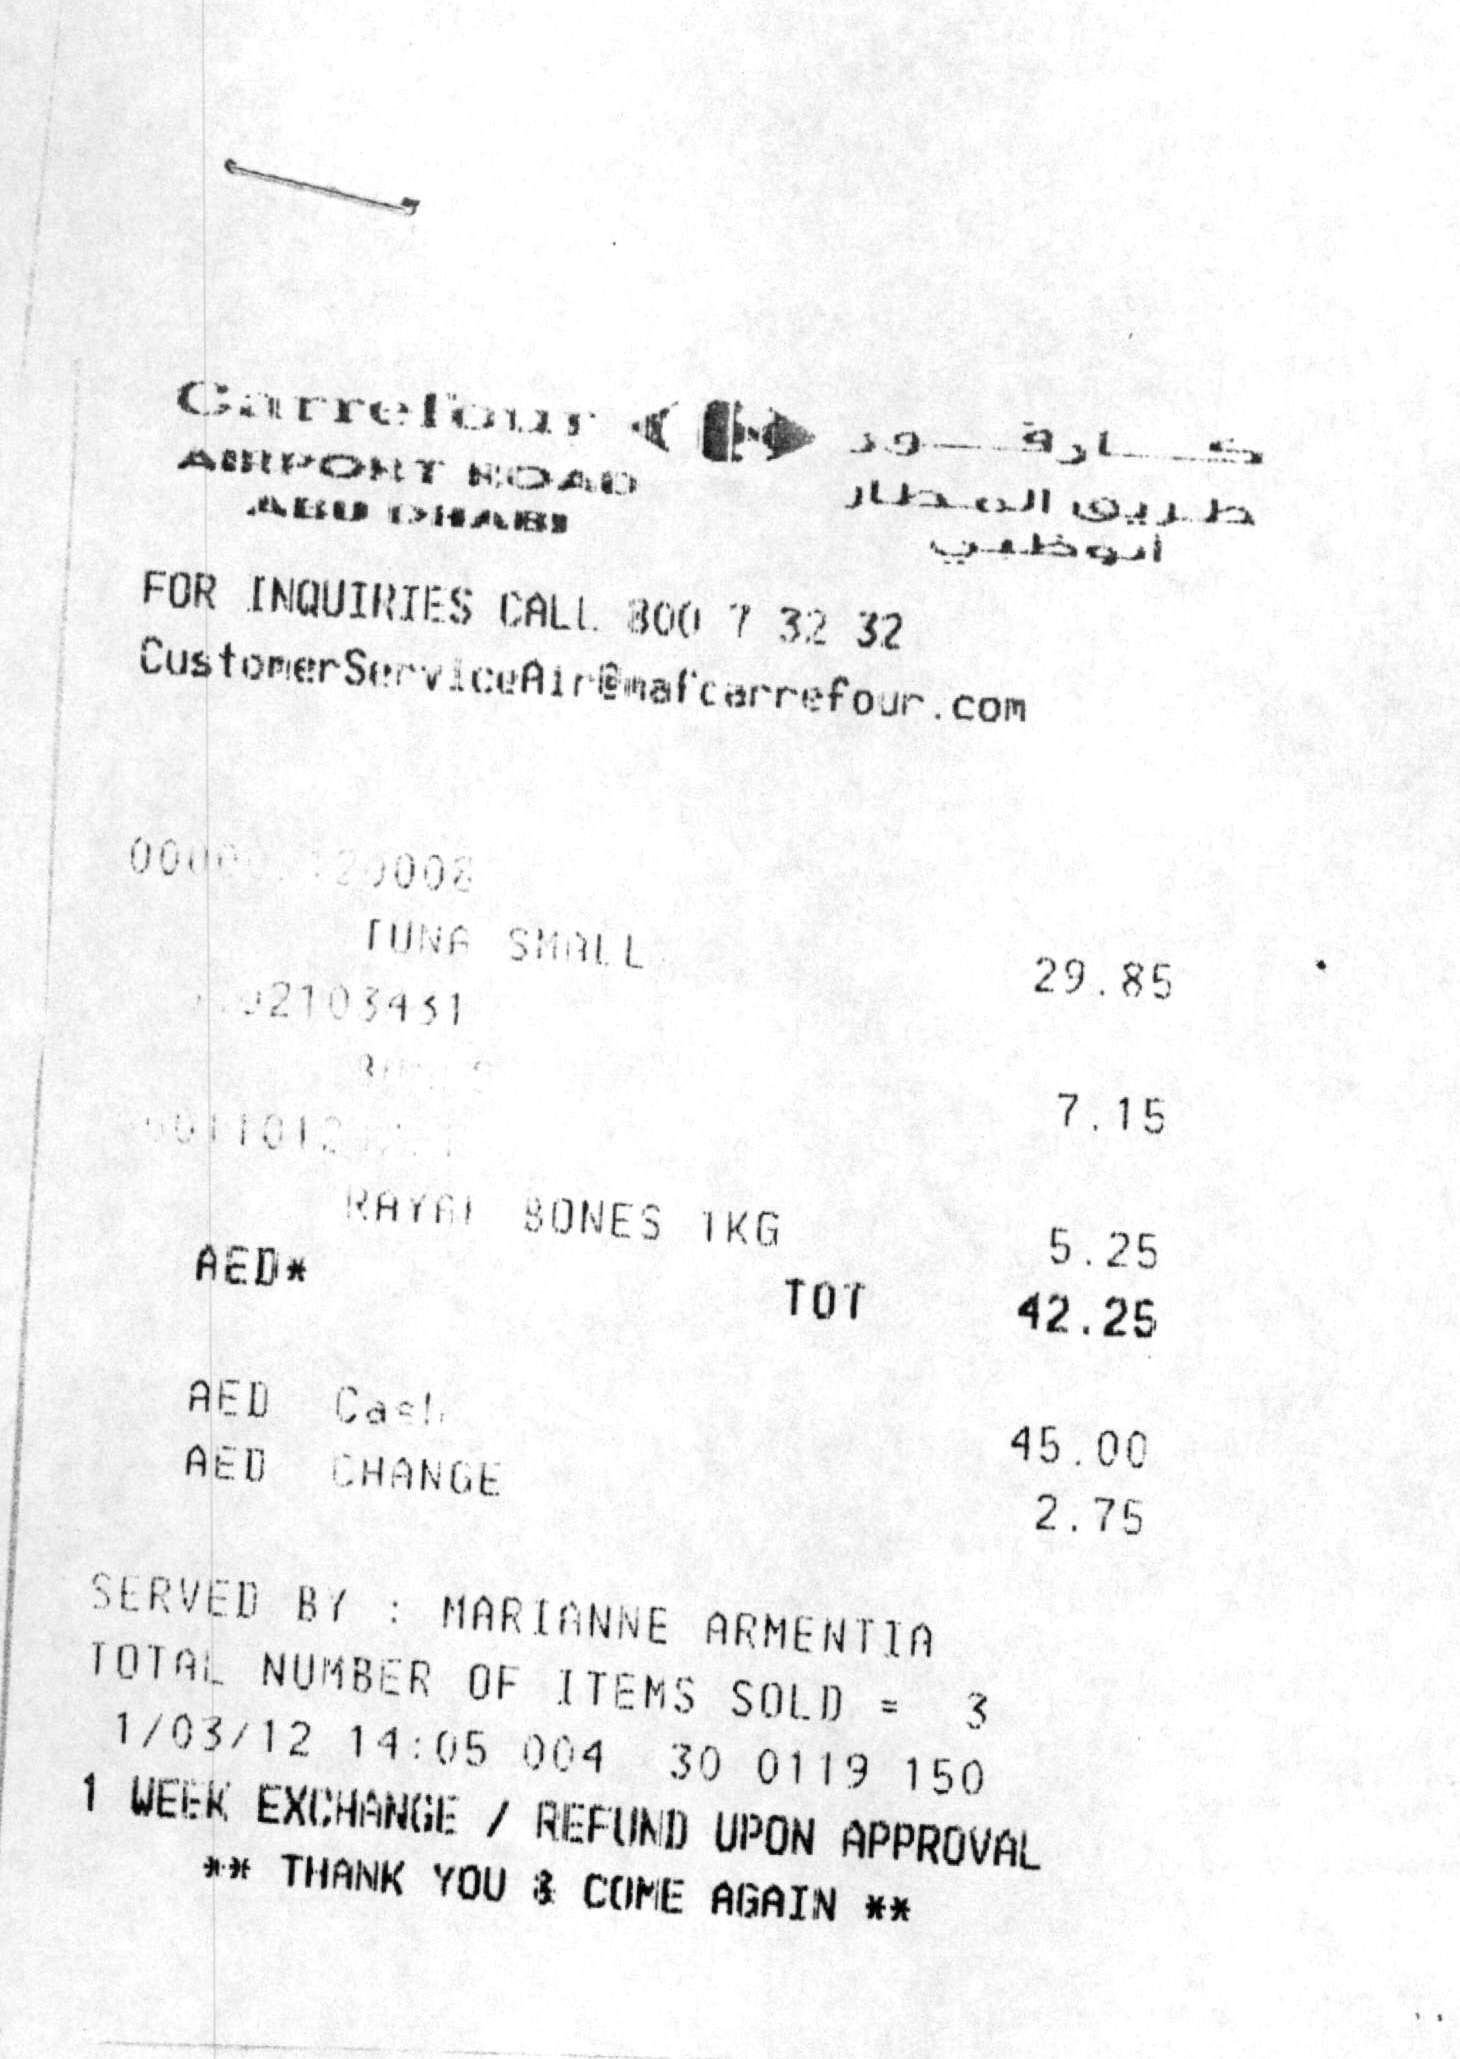 Carrefour كارفور
AIRPORT ROAD طريق المطار
ABU DHABI أبوظبي
FOR INQUIRIES CALL 800 7 32 32
CustomerServiceAir@mafcarrefour.com
TUNA SMALL 29.85
7.15
BONES 1KG 5.25
AED* TOT 42.25
AED Cash 45.00
AED CHANGE 2.75
SERVED BY : MARIANNE ARMENTIA
TOTAL NUMBER OF ITEMS SOLD = 3
1/03/12 14:05 004 30 0119 150
1 WEEK EXCHANGE / REFUND UPON APPROVAL
** THANK YOU & COME AGAIN **